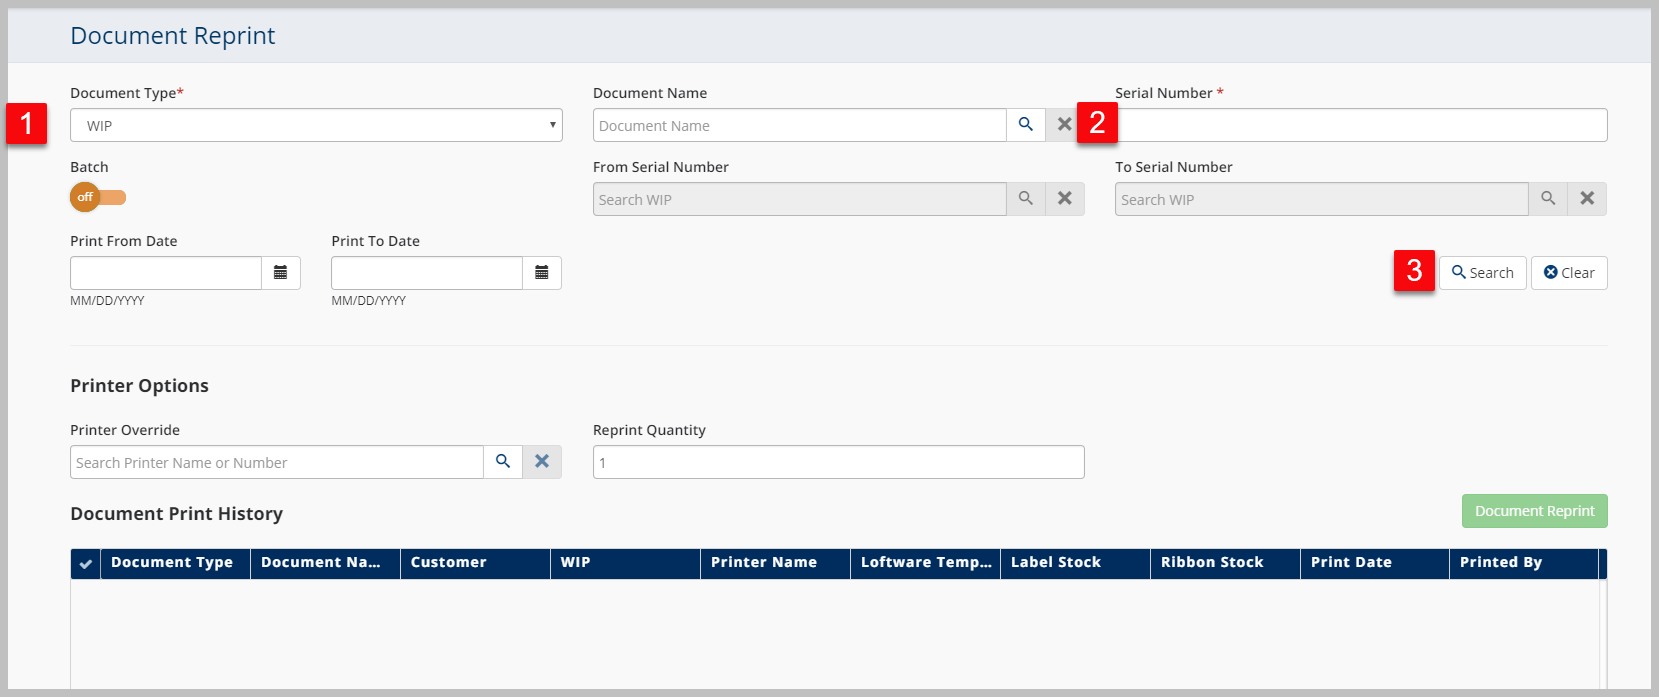 Document Reprint
Document Type* Document Name Serial Number *
1 WIP Document Name 2
Batch From Serial Number To Serial Number
off Search WIP Search WIP
Print From Date Print To Date
3 Search Clear
MM/DD/YYYY MM/DD/YYYY
Printer Options
Printer Override Reprint Quantity
Search Printer Name or Number 1
Document Print History Document Reprint
Document Type Document Na... Customer WIP Printer Name Loftware Temp... Label Stock Ribbon Stock Print Date Printed By